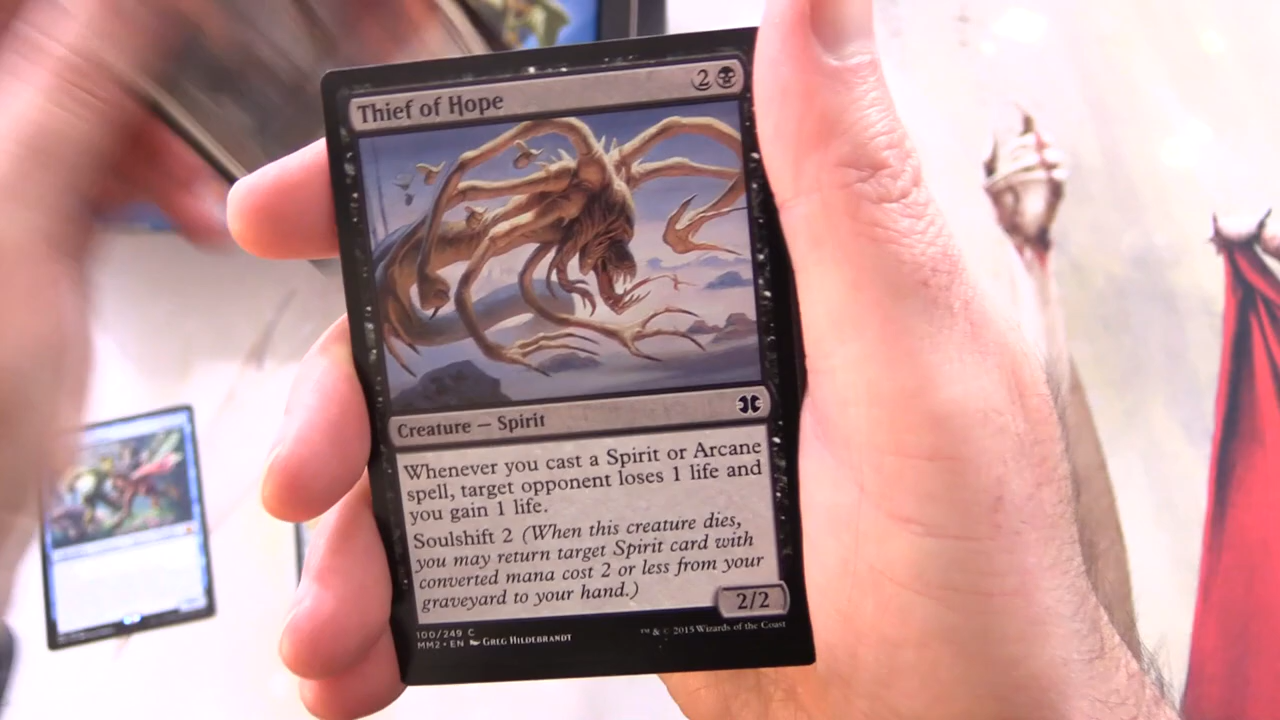 Thief of Hope 2
Creature — Spirit
Whenever you cast a Spirit or Arcane
spell, target opponent loses 1 life and
you gain 1 life.
Soulshift 2 (When this creature dies,
you may return target Spirit card with
converted mana cost 2 or less from your
graveyard to your hand.)
2/2
100/249 C
MM2 • EN GREG HILDEBRANDT
™ & © 2015 Wizards of the Coast